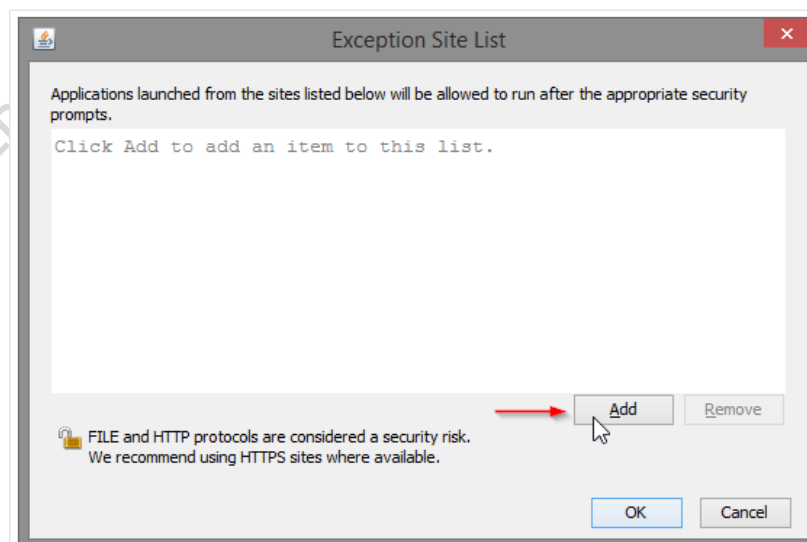 Exception Site List
Applications launched from the sites listed below will be allowed to run after the appropriate security
prompts.
Click Add to add an item to this list.
Add
Remove
FILE and HTTP protocols are considered a security risk.
We recommend using HTTPS sites where available.
OK
Cancel